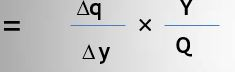 = Δq/Δy × Y/Q